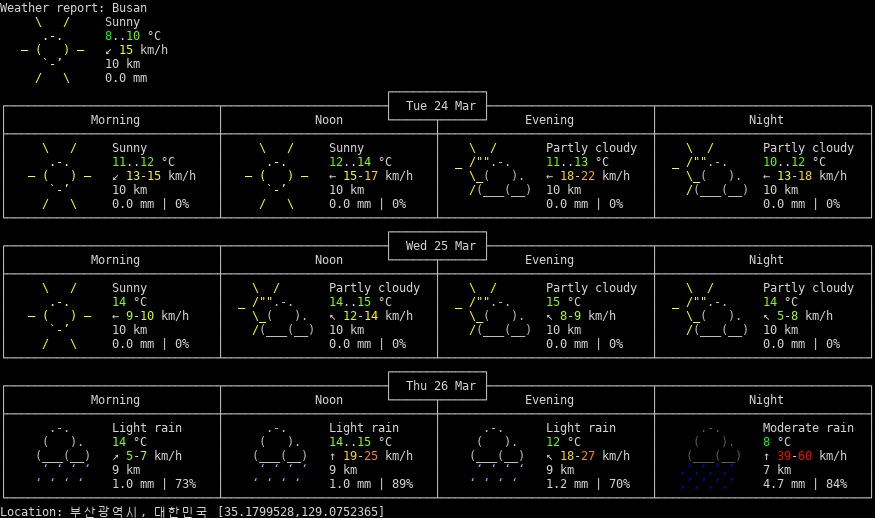 Weather report: Busan
Sunny
8..10 °C
↙ 15 km/h
10 km
0.0 mm
Tue 24 Mar
Morning Noon Evening Night
Sunny Sunny Partly cloudy Partly cloudy
11..12 °C 12..14 °C 11..13 °C 10..12 °C
↙ 13-15 km/h ← 15-17 km/h ← 18-22 km/h ← 13-18 km/h
10 km 10 km 10 km 10 km
0.0 mm | 0% 0.0 mm | 0% 0.0 mm | 0% 0.0 mm | 0%
Wed 25 Mar
Morning Noon Evening Night
Sunny Partly cloudy Partly cloudy Partly cloudy
14 °C 14..15 °C 15 °C 14 °C
← 9-10 km/h ↖ 12-14 km/h ↖ 8-9 km/h ↖ 5-8 km/h
10 km 10 km 10 km 10 km
0.0 mm | 0% 0.0 mm | 0% 0.0 mm | 0% 0.0 mm | 0%
Thu 26 Mar
Morning Noon Evening Night
Light rain Light rain Light rain Moderate rain
14 °C 14..15 °C 12 °C 8 °C
↗ 5-7 km/h ↑ 19-25 km/h ↖ 18-27 km/h ↑ 39-60 km/h
9 km 9 km 9 km 7 km
1.0 mm | 73% 1.0 mm | 89% 1.2 mm | 70% 4.7 mm | 84%
Location: 부산광역시, 대한민국 [35.1799528,129.0752365]